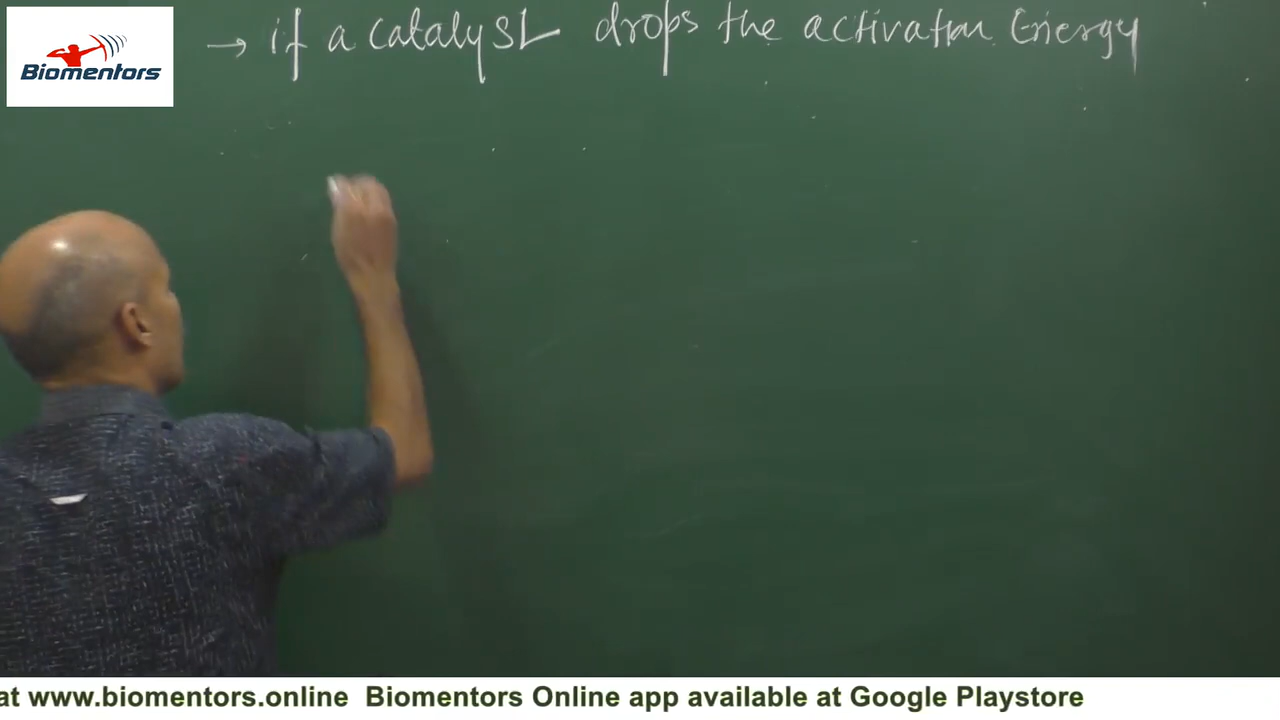 Biomentors
→ if a catalyst drops the activation Energy
at www.biomentors.online Biomentors Online app available at Google Playstore